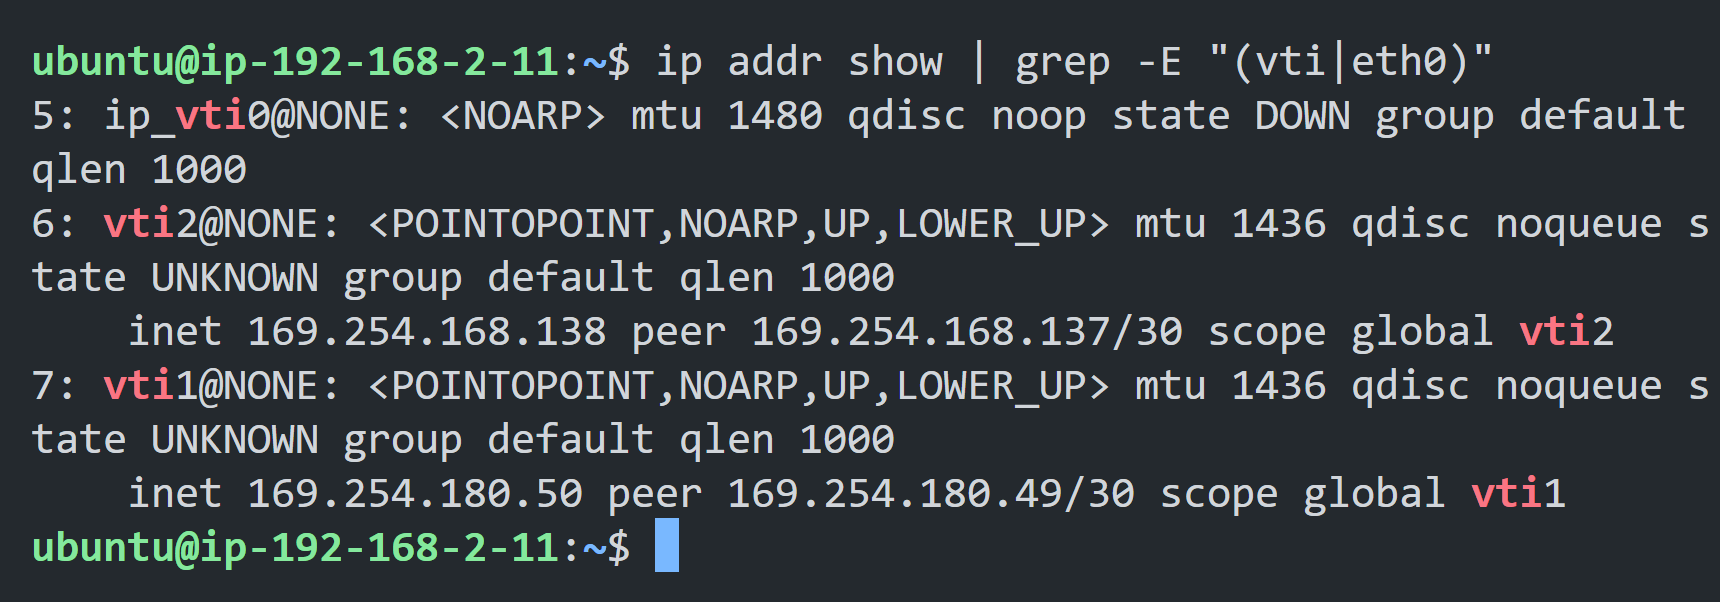 ubuntu@ip-192-168-2-11:~$ ip addr show | grep -E "(vti|eth0)"
5: ip_vti0@NONE: <NOARP> mtu 1480 qdisc noop state DOWN group default
qlen 1000
6: vti2@NONE: <POINTOPOINT,NOARP,UP,LOWER_UP> mtu 1436 qdisc noqueue s
tate UNKNOWN group default qlen 1000
    inet 169.254.168.138 peer 169.254.168.137/30 scope global vti2
7: vti1@NONE: <POINTOPOINT,NOARP,UP,LOWER_UP> mtu 1436 qdisc noqueue s
tate UNKNOWN group default qlen 1000
    inet 169.254.180.50 peer 169.254.180.49/30 scope global vti1
ubuntu@ip-192-168-2-11:~$